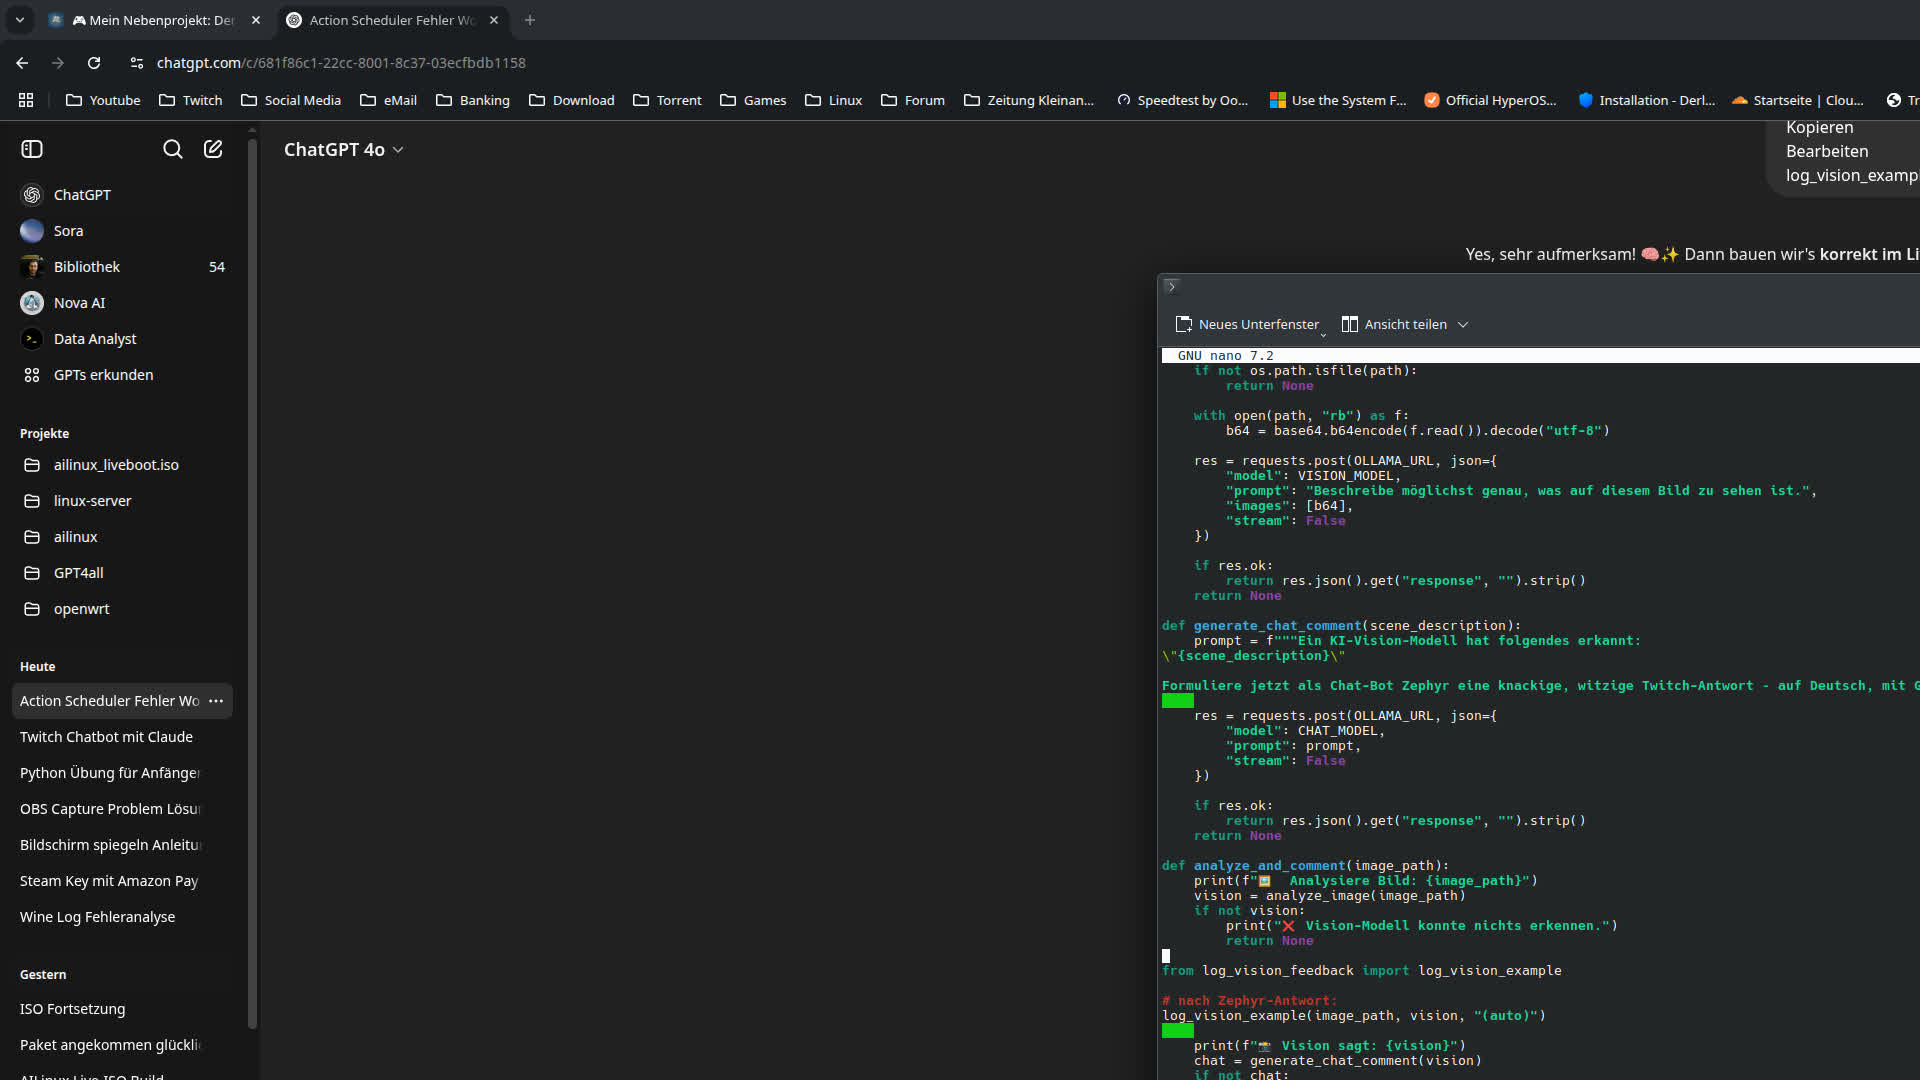 🎮 Mein Nebenprojekt: Der
Action Scheduler Fehler Wo
chatgpt.com/c/681f86c1-22cc-8001-8c37-03ecfbdb1158
Youtube
Twitch
Social Media
eMail
Banking
Download
Torrent
Games
Linux
Forum
Zeitung Kleinan...
Speedtest by Oo...
Use the System F...
Official HyperOS...
Installation - Derl...
Startseite | Clou...
ChatGPT
Sora
Bibliothek 54
Nova AI
Data Analyst
GPTs erkunden
Projekte
ailinux_liveboot.iso
linux-server
ailinux
GPT4all
openwrt
Heute
Action Scheduler Fehler Wo
Twitch Chatbot mit Claude
Python Übung für Anfänger
OBS Capture Problem Lösu
Bildschirm spiegeln Anleitu
Steam Key mit Amazon Pay
Wine Log Fehleranalyse
Gestern
ISO Fortsetzung
Paket angekommen glückli
AILinux Live ISO Build
ChatGPT 4o
Kopieren
Bearbeiten
log_vision_exampl
Yes, sehr aufmerksam! 🧠✨ Dann bauen wir's korrekt im Li
Neues Unterfenster
Ansicht teilen
GNU nano 7.2
    if not os.path.isfile(path):
        return None
    with open(path, "rb") as f:
        b64 = base64.b64encode(f.read()).decode("utf-8")
    res = requests.post(OLLAMA_URL, json={
        "model": VISION_MODEL,
        "prompt": "Beschreibe möglichst genau, was auf diesem Bild zu sehen ist.",
        "images": [b64],
        "stream": False
    })
    if res.ok:
        return res.json().get("response", "").strip()
    return None
def generate_chat_comment(scene_description):
    prompt = f"""Ein KI-Vision-Modell hat folgendes erkannt:
\"{scene_description}\"
Formuliere jetzt als Chat-Bot Zephyr eine knackige, witzige Twitch-Antwort - auf Deutsch, mit G
    res = requests.post(OLLAMA_URL, json={
        "model": CHAT_MODEL,
        "prompt": prompt,
        "stream": False
    })
    if res.ok:
        return res.json().get("response", "").strip()
    return None
def analyze_and_comment(image_path):
    print(f"🖼️ Analysiere Bild: {image_path}")
    vision = analyze_image(image_path)
    if not vision:
        print("❌ Vision-Modell konnte nichts erkennen.")
        return None
from log_vision_feedback import log_vision_example
# nach Zephyr-Antwort:
log_vision_example(image_path, vision, "(auto)")
    print(f"📸 Vision sagt: {vision}")
    chat = generate_chat_comment(vision)
    if not chat: